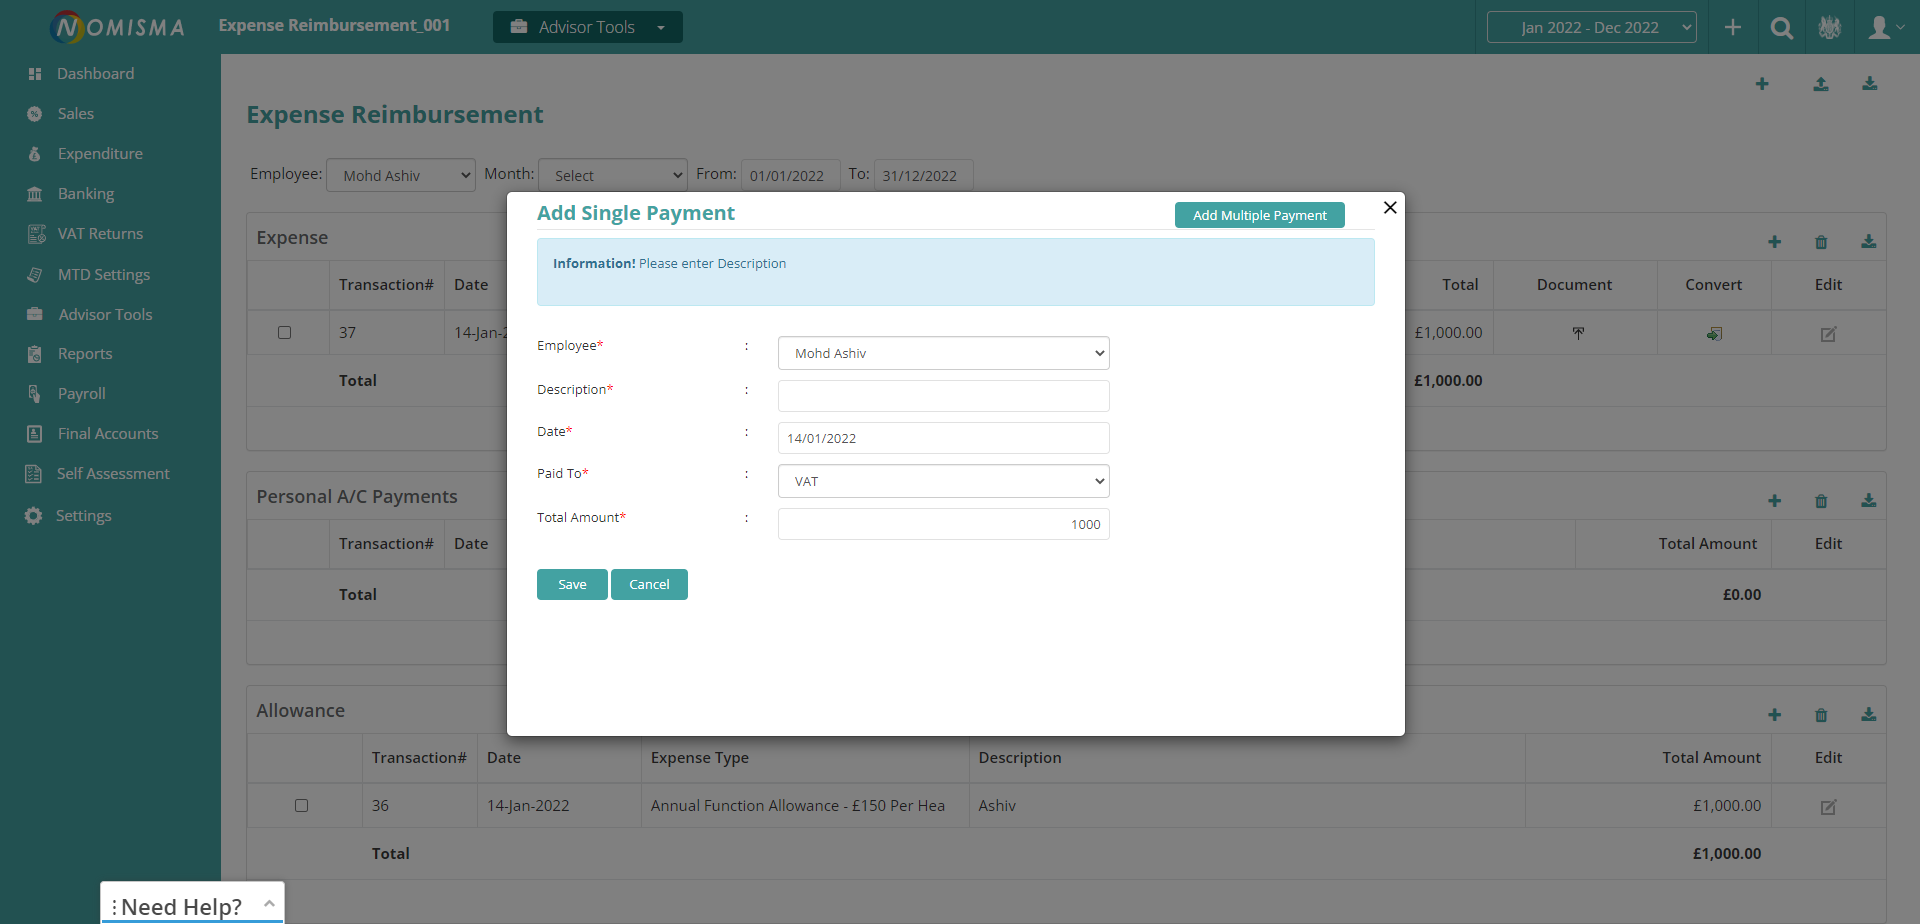 NOMISMA
Expense Reimbursement_001
Advisor Tools
Jan 2022 - Dec 2022
Dashboard
Sales
Expenditure
Banking
VAT Returns
MTD Settings
Advisor Tools
Reports
Payroll
Final Accounts
Self Assessment
Settings
Expense Reimbursement
Employee: Mohd Ashiv Month: Select From: 01/01/2022 To: 31/12/2022
Expense
Transaction# Date Total Document Convert Edit
37 14-Jan-2 £1,000.00
Total £1,000.00
Personal A/C Payments
Transaction# Date Total Amount Edit
Total £0.00
Allowance
Transaction# Date Expense Type Description Total Amount Edit
36 14-Jan-2022 Annual Function Allowance - £150 Per Hea Ashiv £1,000.00
Total £1,000.00
Add Single Payment
Add Multiple Payment
Information! Please enter Description
Employee* : Mohd Ashiv
Description* :
Date* : 14/01/2022
Paid To* : VAT
Total Amount* : 1000
Save Cancel
Need Help?